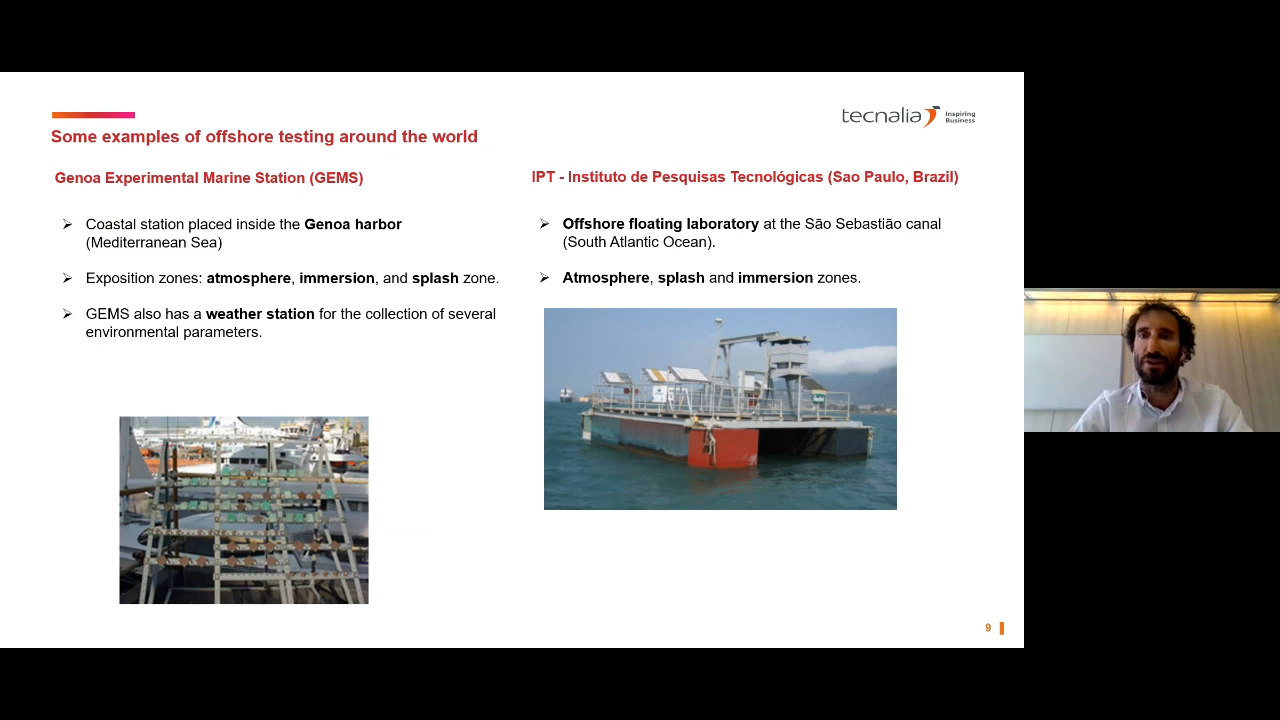 tecnalia Inspiring
Business
Some examples of offshore testing around the world
Genoa Experimental Marine Station (GEMS)
➢ Coastal station placed inside the Genoa harbor
(Mediterranean Sea)
➢ Exposition zones: atmosphere, immersion, and splash zone.
➢ GEMS also has a weather station for the collection of several
environmental parameters.
IPT - Instituto de Pesquisas Tecnológicas (Sao Paulo, Brazil)
➢ Offshore floating laboratory at the São Sebastião canal
(South Atlantic Ocean).
➢ Atmosphere, splash and immersion zones.
9